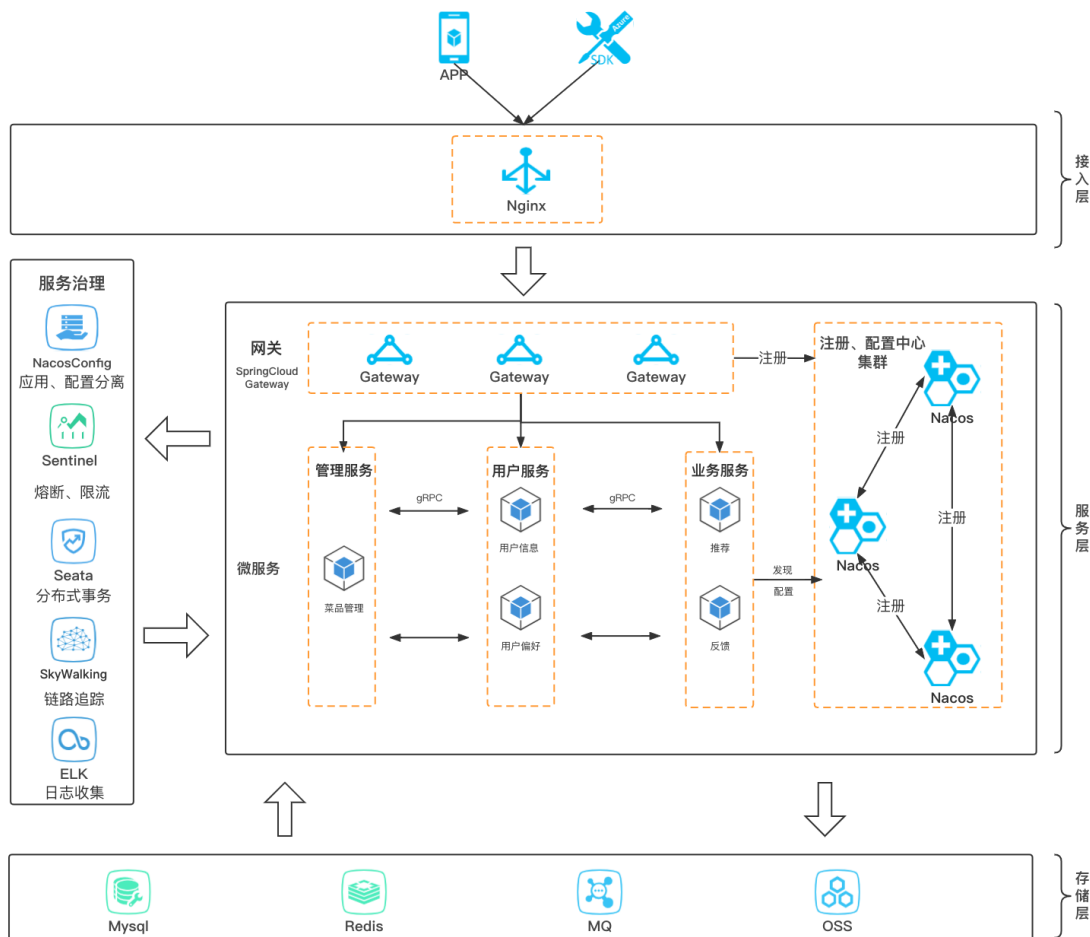 APP
Azure
SDK
接入层
Nginx
服务治理
NacosConfig
应用、配置分离
Sentinel
熔断、限流
Seata
分布式事务
SkyWalking
链路追踪
ELK
日志收集
网关
SpringCloud
Gateway
Gateway
Gateway
Gateway
注册
注册、配置中心
集群
Nacos
注册
注册
Nacos
注册
Nacos
微服务
管理服务
菜品管理
gRPC
用户服务
用户信息
用户偏好
gRPC
业务服务
推荐
反馈
发现
配置
服务层
Mysql
Redis
MQ
OSS
存储层